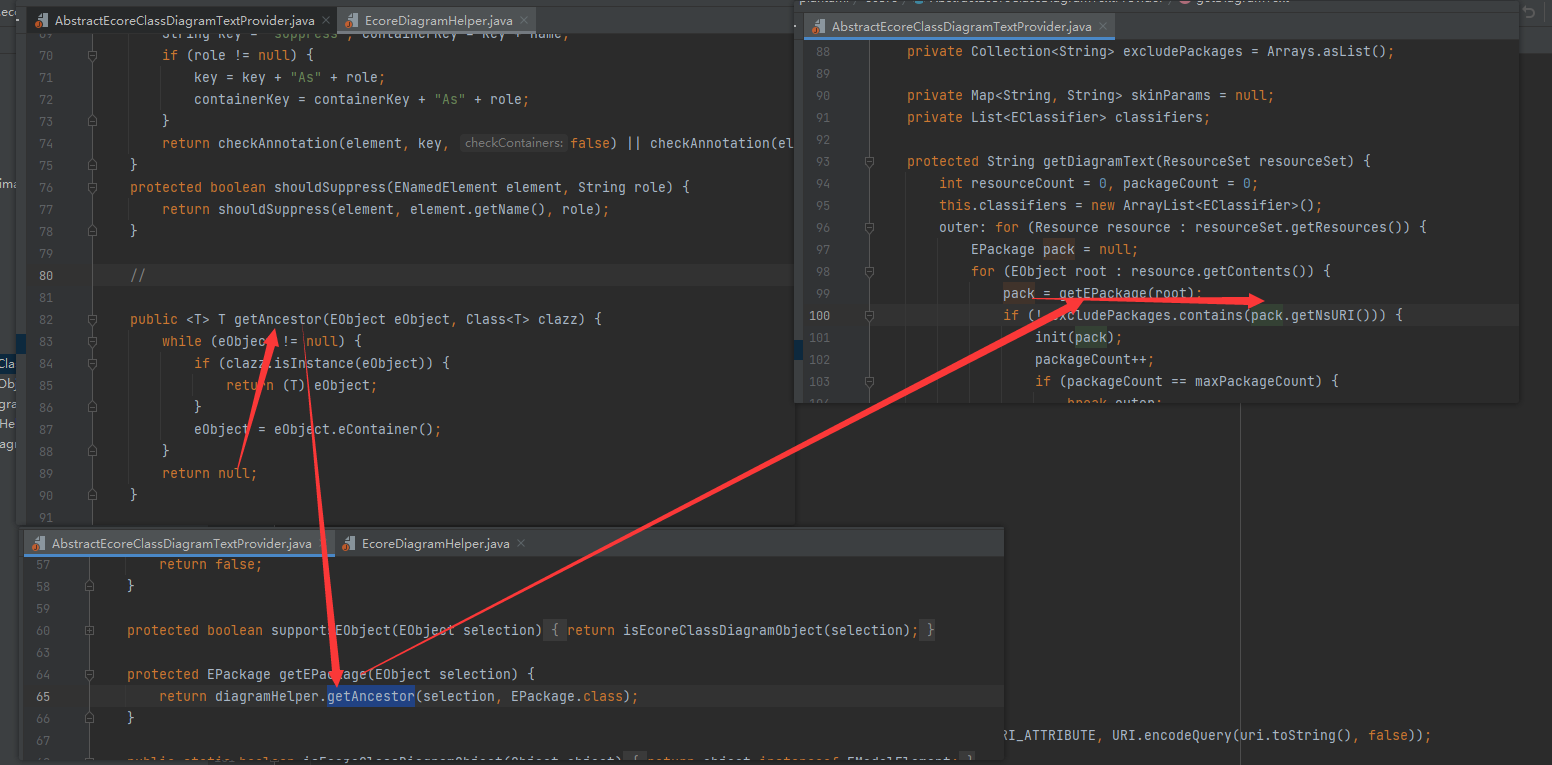 AbstractEcoreClassDiagramTextProvider.java
EcoreDiagramHelper.java
String key = "suppress", containerKey = key + name;
70 if (role != null) {
71 key = key + "As" + role;
72 containerKey = containerKey + "As" + role;
73 }
74 return checkAnnotation(element, key, checkContainers: false) || checkAnnotation(el
75 }
76 protected boolean shouldSuppress(ENamedElement element, String role) {
77 return shouldSuppress(element, element.getName(), role);
78 }
79
80 //
81
82 public <T> T getAncestor(EObject eObject, Class<T> clazz) {
83 while (eObject != null) {
84 if (clazz.isInstance(eObject)) {
85 return (T) eObject;
86 }
87 eObject = eObject.eContainer();
88 }
89 return null;
90 }
91
AbstractEcoreClassDiagramTextProvider.java
88 private Collection<String> excludePackages = Arrays.asList();
89
90 private Map<String, String> skinParams = null;
91 private List<EClassifier> classifiers;
92
93 protected String getDiagramText(ResourceSet resourceSet) {
94 int resourceCount = 0, packageCount = 0;
95 this.classifiers = new ArrayList<EClassifier>();
96 outer: for (Resource resource : resourceSet.getResources()) {
97 EPackage pack = null;
98 for (EObject root : resource.getContents()) {
99 pack = getEPackage(root);
100 if (!excludePackages.contains(pack.getNsURI())) {
101 init(pack);
102 packageCount++;
103 if (packageCount == maxPackageCount) {
break outer;
AbstractEcoreClassDiagramTextProvider.java
EcoreDiagramHelper.java
57 return false;
58 }
59
60 protected boolean supportsEObject(EObject selection) { return isEcoreClassDiagramObject(selection); }
63
64 protected EPackage getEPackage(EObject selection) {
65 return diagramHelper.getAncestor(selection, EPackage.class);
66 }
67
public static boolean isEcoreClassDiagramObject(Object object) { return object instanceof EModelElement; }
RI_ATTRIBUTE, URI.encodeQuery(uri.toString(), false));